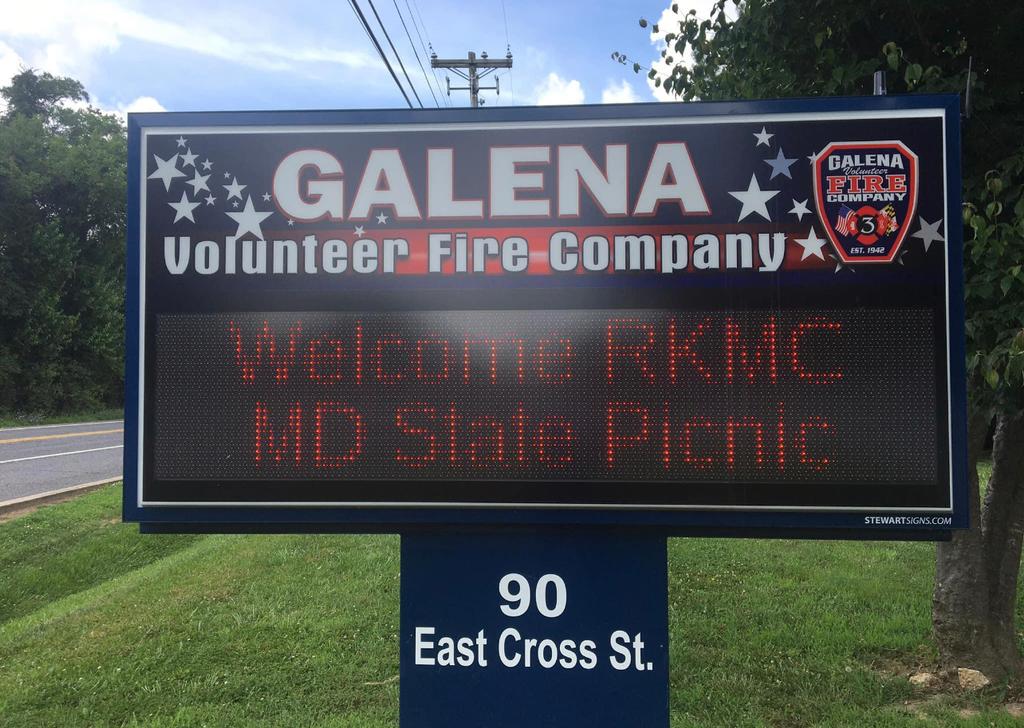 GALENA
Volunteer Fire Company
GALENA
Volunteer
FIRE
COMPANY
3
EST. 1942
Welcome RKMC
MD State Picnic
STEWARTSIGNS.COM
90
East Cross St.